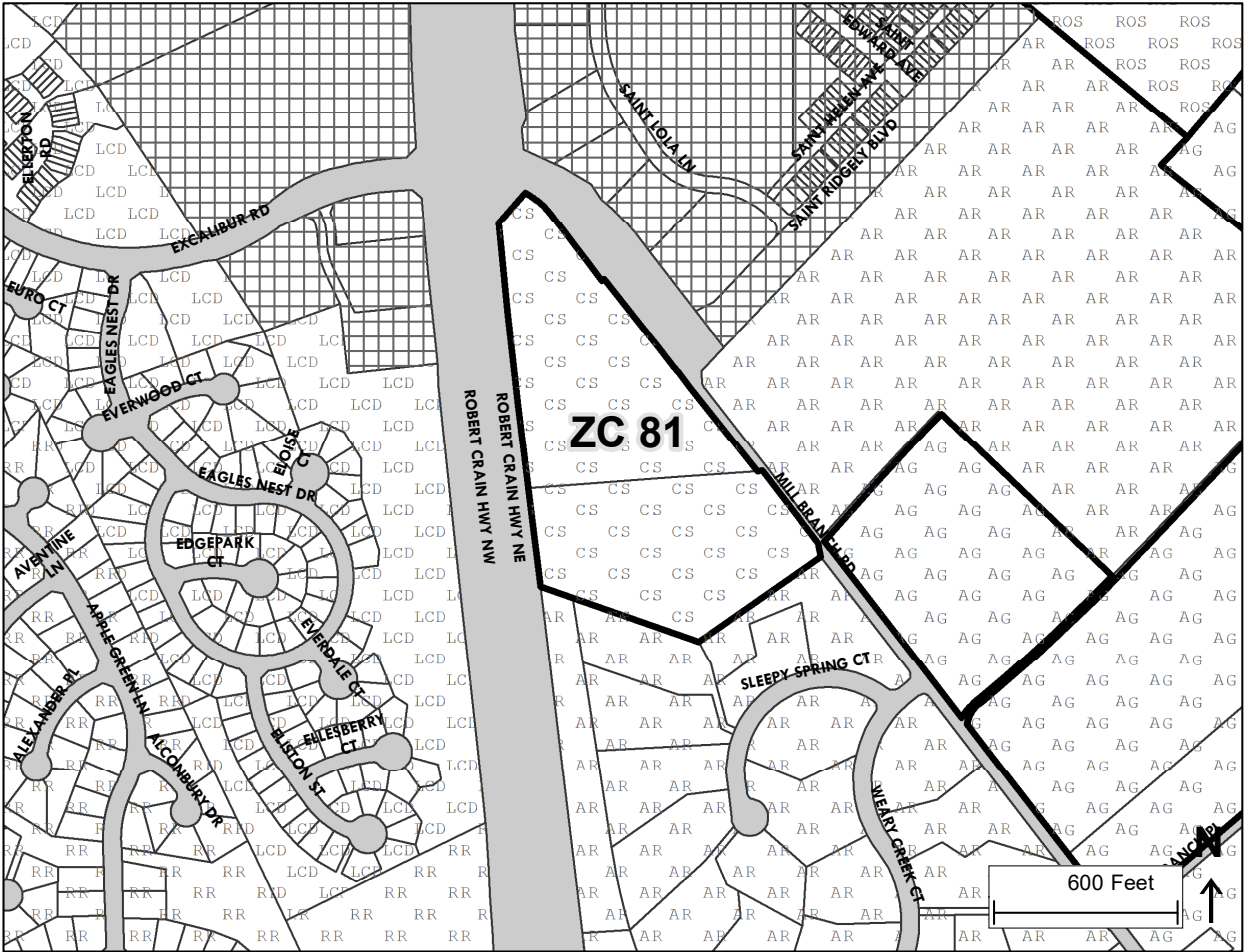 SAINT
EDWARD AVE
SAINT HELEN AVE
SAINT LOLA LN
SAINT RIDGELY BLVD
ELLERTON
RD
EXCALIBUR RD
EURO CT
EAGLES NEST DR
EVERWOOD CT
ELOISE
CT
EAGLES NEST DR
ROBERT CRAIN HWY NW
ROBERT CRAIN HWY NE
ZC 81
MILL BRANCH RD
AVENTINE
LN
EDGEPARK
CT
APPLE GREEN LN
ALEXANDER PL
ALCONBURY DR
EVERDALE CT
ELLESBERRY
CT
ELISTON ST
SLEEPY SPRING CT
WEARY CREEK CT
LCD
RR
CS
AR
AG
ROS
600 Feet
N